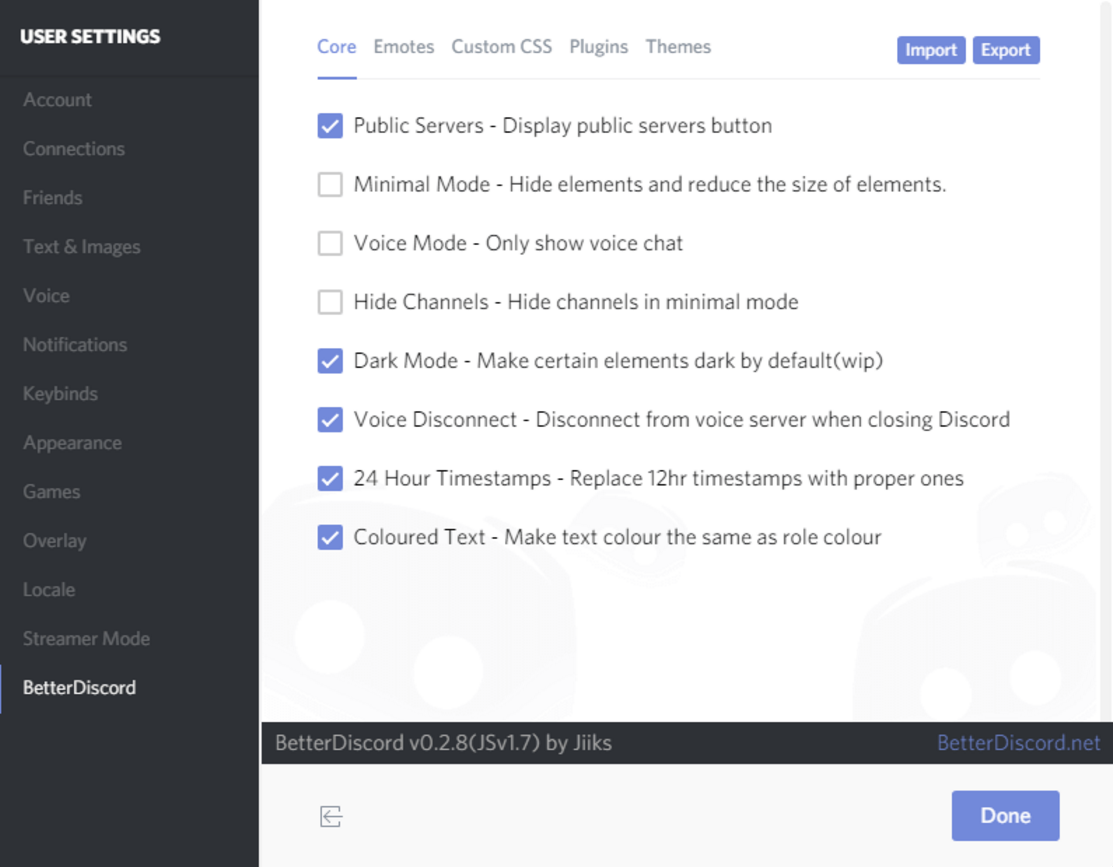 USER SETTINGS
Account
Connections
Friends
Text & Images
Voice
Notifications
Keybinds
Appearance
Games
Overlay
Locale
Streamer Mode
BetterDiscord
Core Emotes Custom CSS Plugins Themes Import Export
Public Servers - Display public servers button
Minimal Mode - Hide elements and reduce the size of elements.
Voice Mode - Only show voice chat
Hide Channels - Hide channels in minimal mode
Dark Mode - Make certain elements dark by default(wip)
Voice Disconnect - Disconnect from voice server when closing Discord
24 Hour Timestamps - Replace 12hr timestamps with proper ones
Coloured Text - Make text colour the same as role colour
BetterDiscord v0.2.8(JSv1.7) by Jiiks BetterDiscord.net
Done